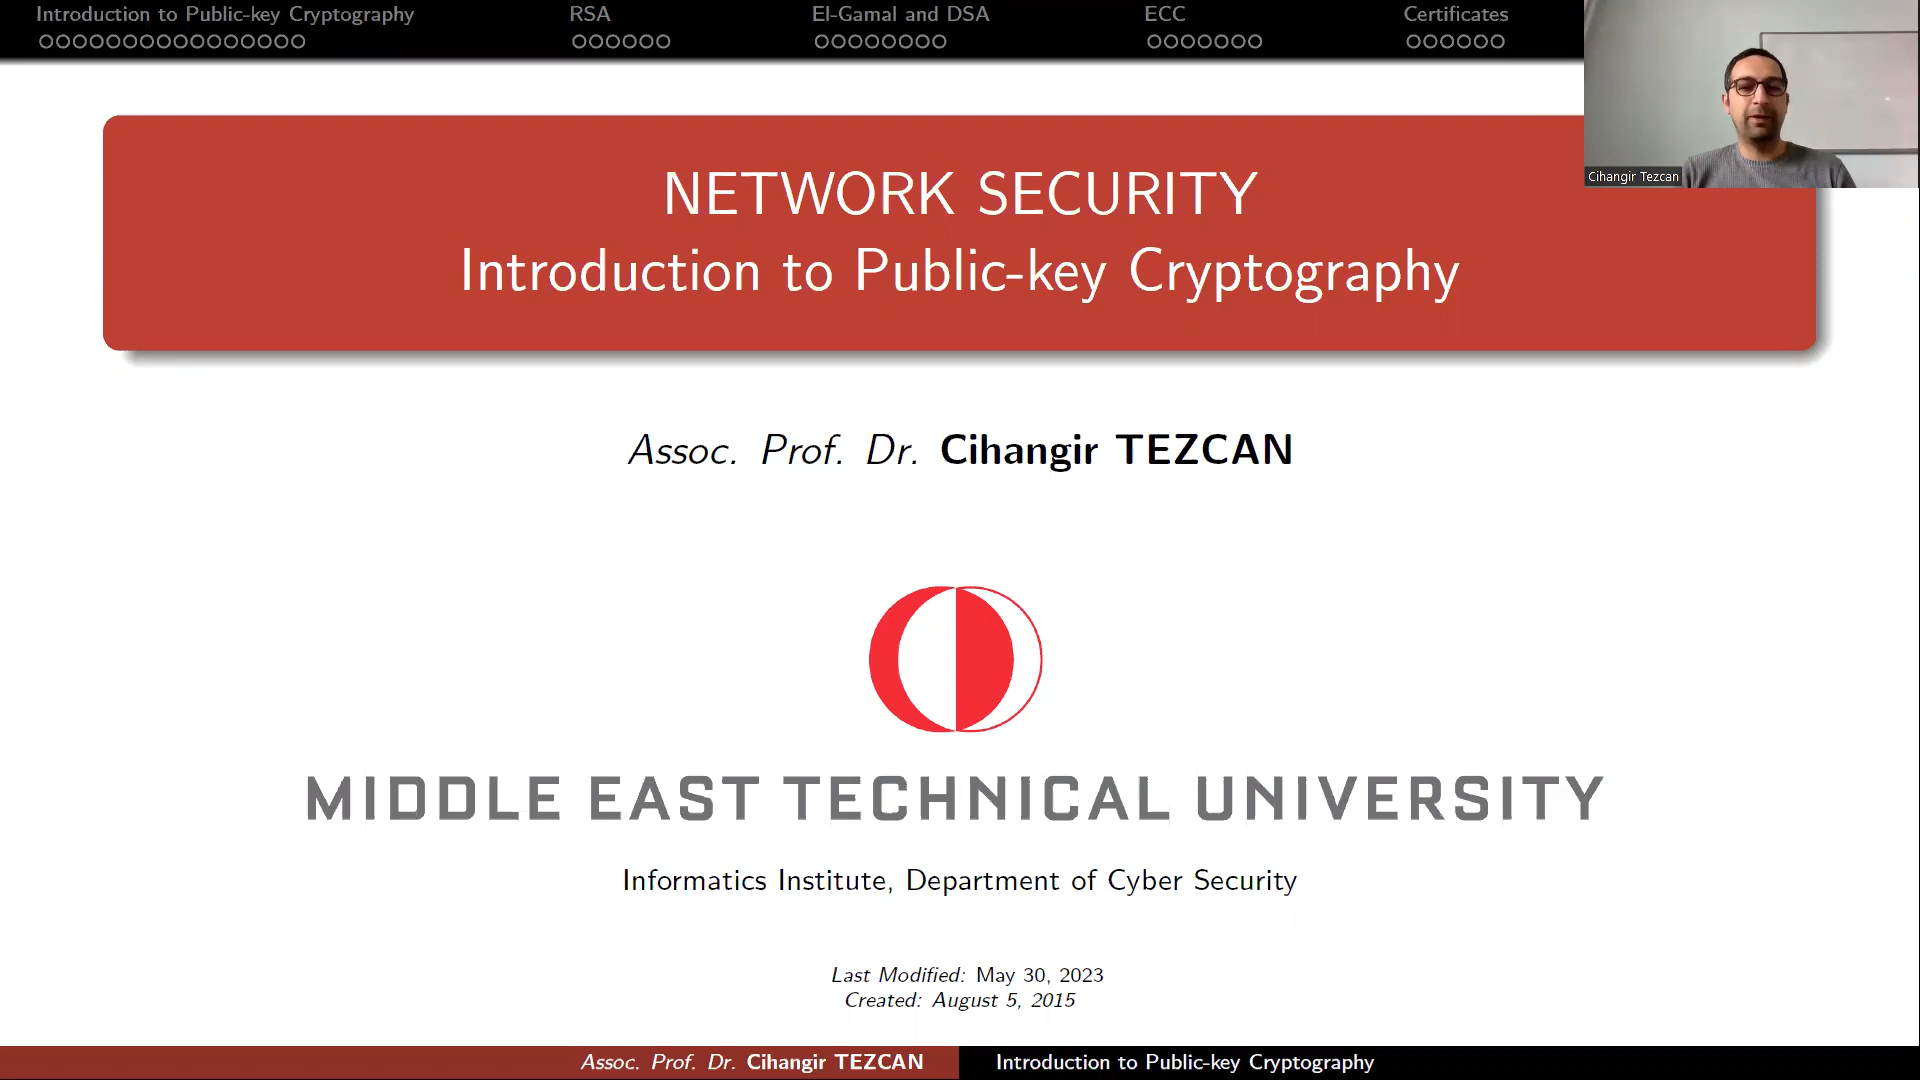 Introduction to Public-key Cryptography
RSA
El-Gamal and DSA
ECC
Certificates
Cihangir Tezcan
NETWORK SECURITY
Introduction to Public-key Cryptography
Assoc. Prof. Dr. Cihangir TEZCAN
MIDDLE EAST TECHNICAL UNIVERSITY
Informatics Institute, Department of Cyber Security
Last Modified: May 30, 2023
Created: August 5, 2015
Assoc. Prof. Dr. Cihangir TEZCAN
Introduction to Public-key Cryptography